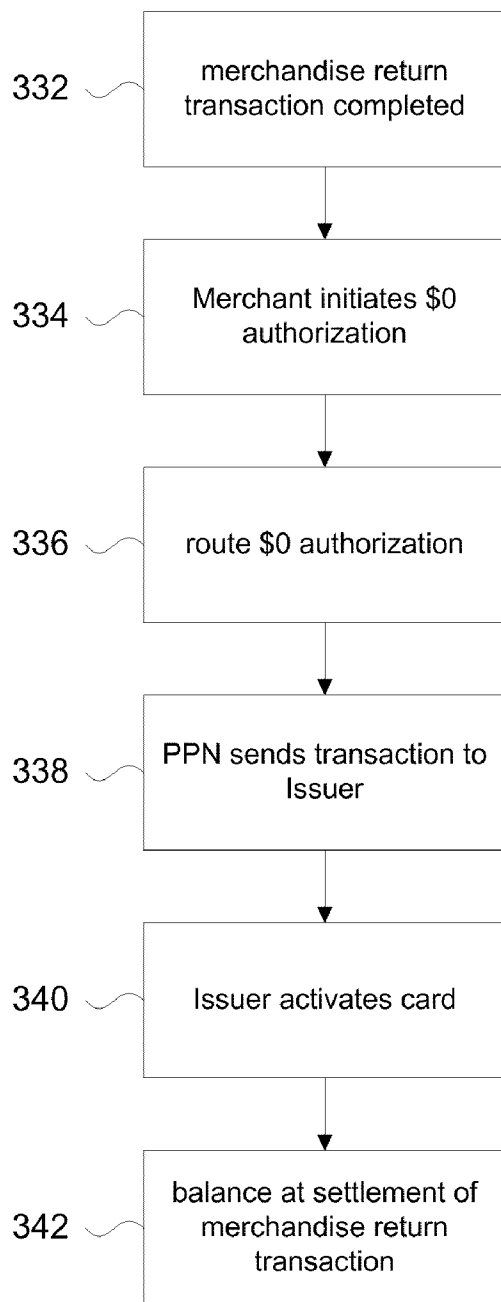 332
merchandise return
transaction completed
334
Merchant initiates $0
authorization
336
route $0 authorization
338
PPN sends transaction to
Issuer
340
Issuer activates card
342
balance at settlement of
merchandise return
transaction